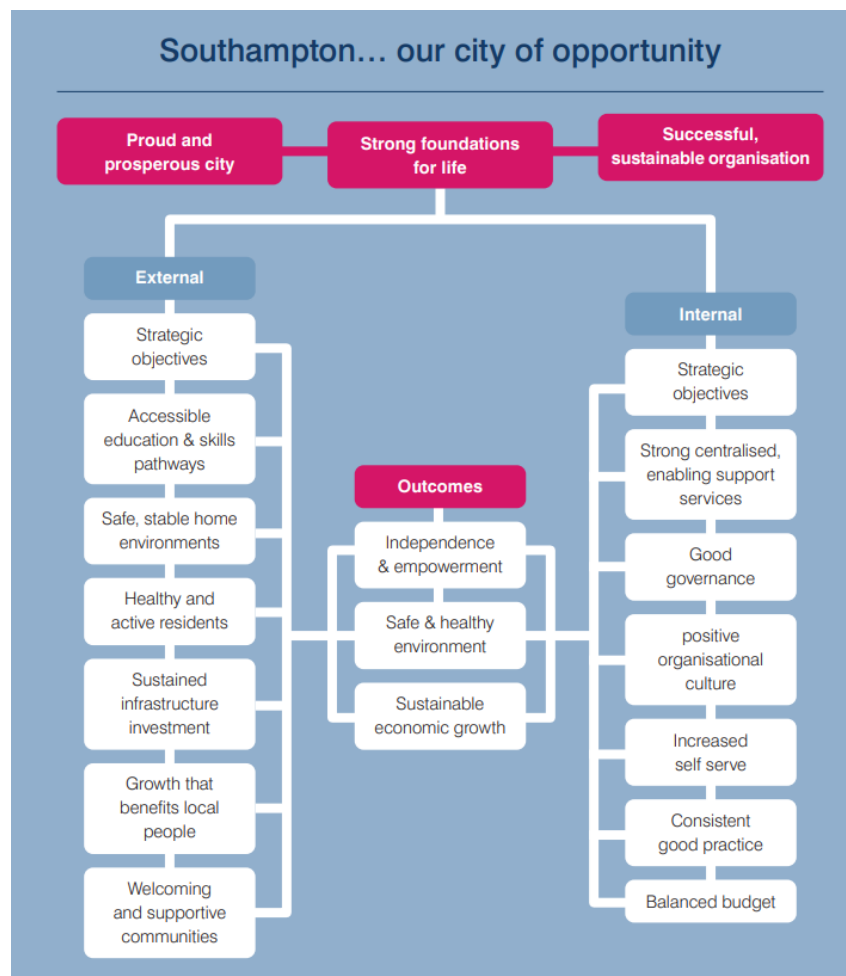 Southampton... our city of opportunity
Proud and
prosperous city
Strong foundations
for life
Successful,
sustainable organisation
External
Strategic
objectives
Accessible
education & skills
pathways
Safe, stable home
environments
Healthy and
active residents
Sustained
infrastructure
investment
Growth that
benefits local
people
Welcoming
and supportive
communities
Outcomes
Independence
& empowerment
Safe & healthy
environment
Sustainable
economic growth
Internal
Strategic
objectives
Strong centralised,
enabling support
services
Good
governance
positive
organisational
culture
Increased
self serve
Consistent
good practice
Balanced budget